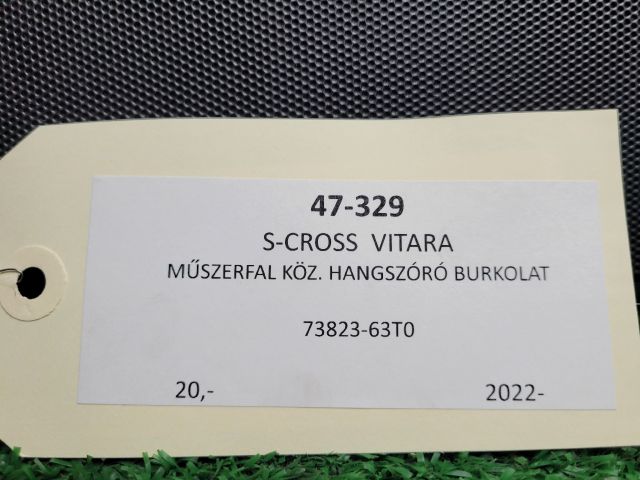 47-329
S-CROSS VITARA
MŰSZERFAL KÖZ. HANGSZÓRÓ BURKOLAT
73823-63T0
20,- 2022-